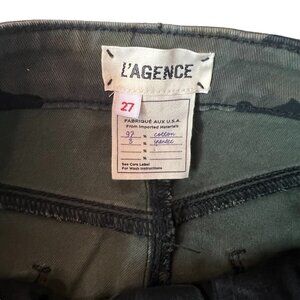 L'AGENCE
27
FABRIQUÉ AUX U.S.A.
From Imported Materials
97 % cotton
3 % spandex
%
%
See Care Label
For Wash Instructions